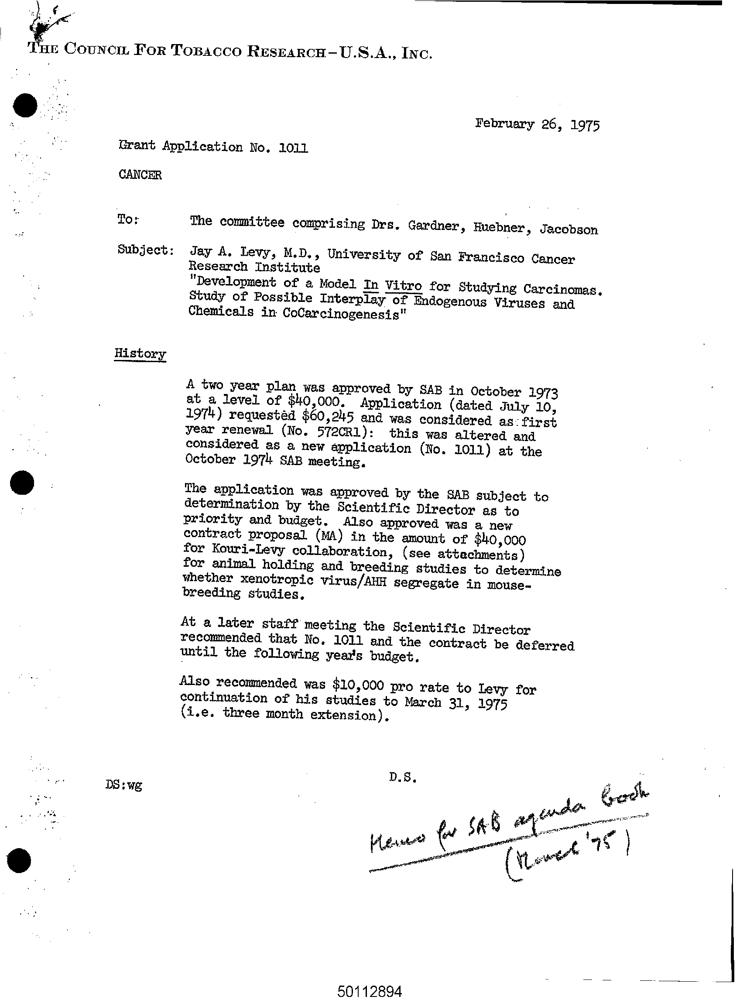 THE COUNCIL FOR TOBACCO RESEARCH-U.S.A., INC.
February 26, 1975
Grant Application No. 1011
CANCER
To: The committee comprising Drs. Gardner, Huebner, Jacobson
Subject: Jay A. Levy, M.D., University of San Francisco Cancer
Research Institute
"Development of a Model In Vitro for Studying Carcinomas.
Study of Possible Interplay of Endogenous Viruses and
Chemicals in CoCarcinogenesis"
History
A two year plan was approved by SAB in October 1973
at a level of $40,000. Application (dated July 10,
1974) requested $60,245 and was considered as first
year renewal (No. 572CR1): this was altered and
considered as a new application (No. 1011) at the
October 1974 SAB meeting.
The application was approved by the SAB subject to
determination by the Scientific Director as to
priority and budget. Also approved was a new
contract proposal (MA) in the amount of $40,000
for Kouri-Levy collaboration, (see attachments)
for animal holding and breeding studies to determine
whether xenotropic virus/AHH segregate in mouse-
breeding studies.
At a later staff meeting the Scientific Director
recommended that No. 1011 and the contract be deferred
until the following year's budget.
Also recommended was $10,000 pro rate to Levy for
continuation of his studies to March 31, 1975
(i.e. three month extension).
D.S.
DS:wg
Memo for SAB agenda book
(March '75)
50112894